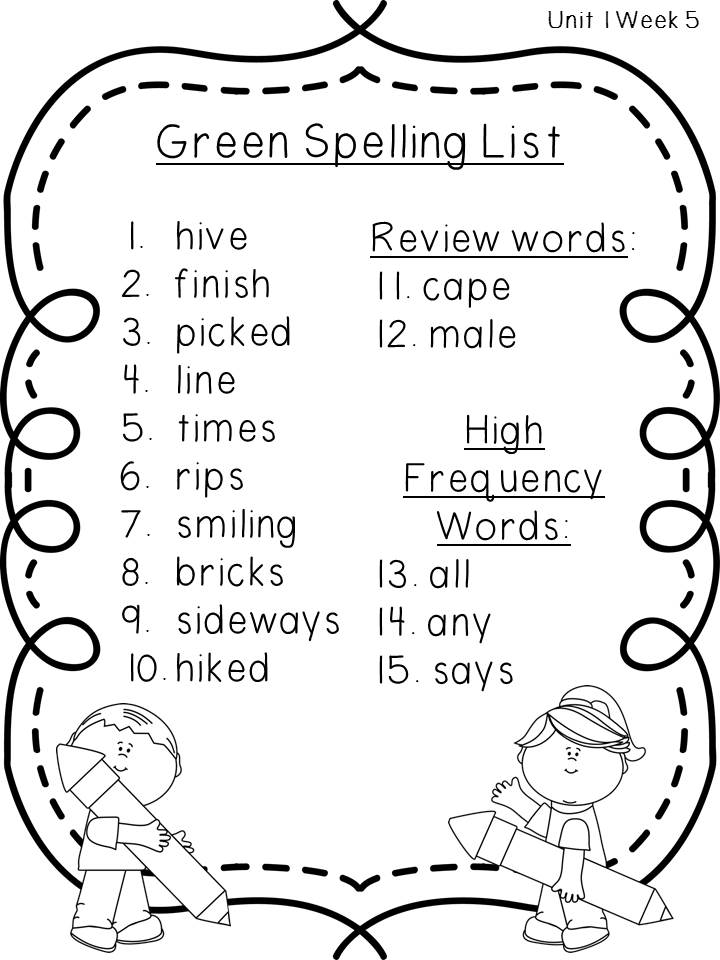 Unit 1 Week 5
Green Spelling List
1. hive
2. finish
3. picked
4. line
5. times
6. rips
7. smiling
8. bricks
9. sideways
10. hiked
Review words:
11. cape
12. male
High
Frequency
Words:
13. all
14. any
15. says